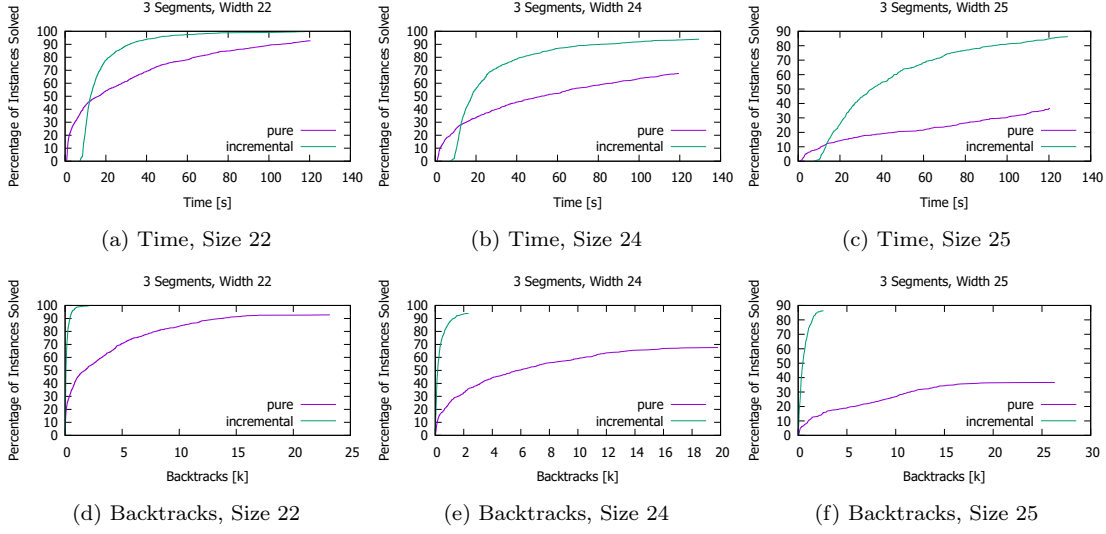 3 Segments, Width 22
Percentage of Instances Solved
100
90
80
70
60
50
40
30
20
10
0
pure
incremental
0 20 40 60 80 100 120 140
Time [s]
(a) Time, Size 22
3 Segments, Width 24
Percentage of Instances Solved
100
90
80
70
60
50
40
30
20
10
0
pure
incremental
0 20 40 60 80 100 120 140
Time [s]
(b) Time, Size 24
3 Segments, Width 25
Percentage of Instances Solved
90
80
70
60
50
40
30
20
10
0
pure
incremental
0 20 40 60 80 100 120 140
Time [s]
(c) Time, Size 25
3 Segments, Width 22
Percentage of Instances Solved
100
90
80
70
60
50
40
30
20
10
0
pure
incremental
0 5 10 15 20 25
Backtracks [k]
(d) Backtracks, Size 22
3 Segments, Width 24
Percentage of Instances Solved
100
90
80
70
60
50
40
30
20
10
0
pure
incremental
0 2 4 6 8 10 12 14 16 18 20
Backtracks [k]
(e) Backtracks, Size 24
3 Segments, Width 25
Percentage of Instances Solved
90
80
70
60
50
40
30
20
10
0
pure
incremental
0 5 10 15 20 25 30
Backtracks [k]
(f) Backtracks, Size 25